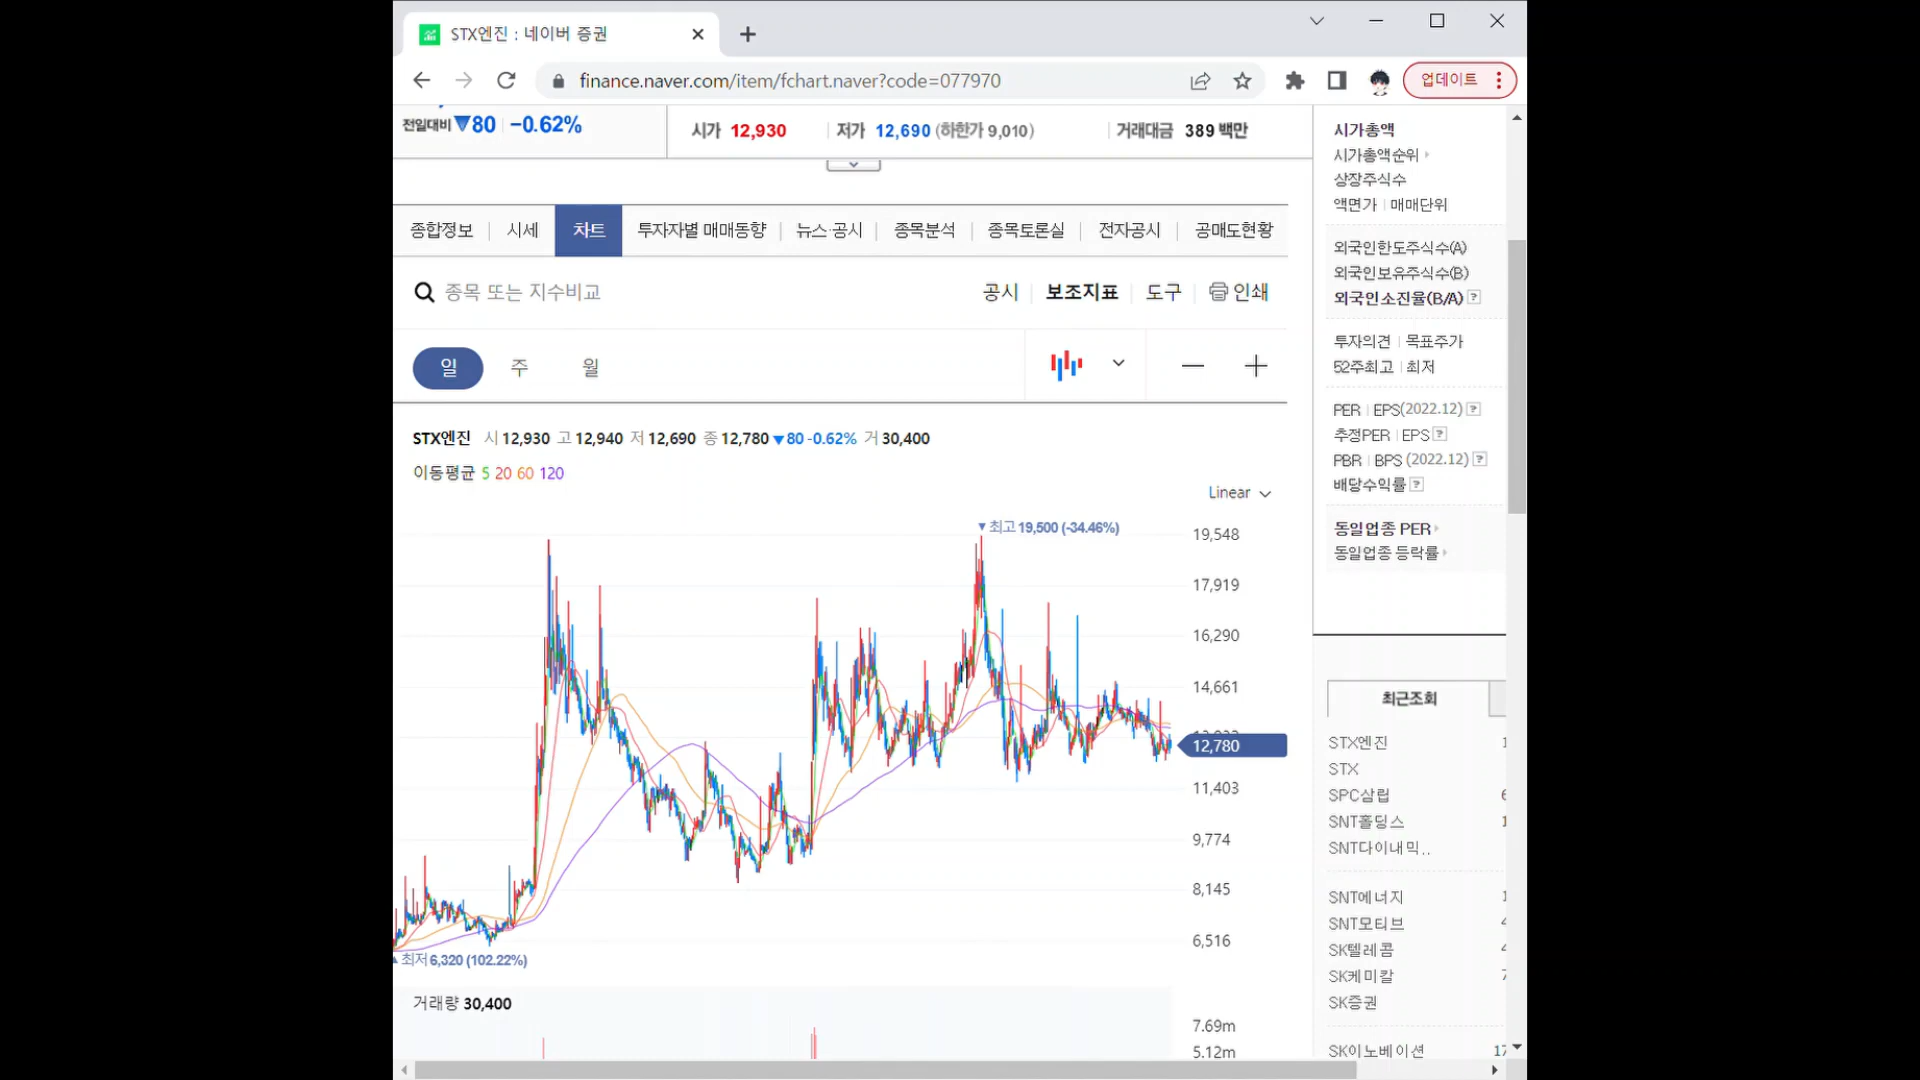 STX엔진 : 네이버 증권
finance.naver.com/item/fchart.naver?code=077970
업데이트
전일대비 ▼80 −0.62%
시가 12,930 저가 12,690 (하한가 9,010) 거래대금 389 백만
종합정보 시세 차트 투자자별 매매동향 뉴스·공시 종목분석 종목토론실 전자공시 공매도현황
종목 또는 지수비교
공시 보조지표 도구 인쇄
일 주 월
STX엔진 시 12,930 고 12,940 저 12,690 종 12,780 ▼80 -0.62% 거 30,400
이동평균 5 20 60 120
Linear
▼최고 19,500 (-34.46%)
19,548
17,919
16,290
14,661
12,780
11,403
9,774
8,145
6,516
▲최저 6,320 (102.22%)
거래량 30,400
7.69m
5.12m
시가총액
시가총액순위
상장주식수
액면가 매매단위
외국인한도주식수(A)
외국인보유주식수(B)
외국인소진율(B/A) ?
투자의견 목표주가
52주최고 최저
PER EPS(2022.12) ?
추정PER EPS ?
PBR BPS (2022.12) ?
배당수익률 ?
동일업종 PER
동일업종 등락률
최근조회
STX엔진
STX
SPC삼립
SNT홀딩스
SNT다이내믹..
SNT에너지
SNT모티브
SK텔레콤
SK케미칼
SK증권
SK이노베이션 17